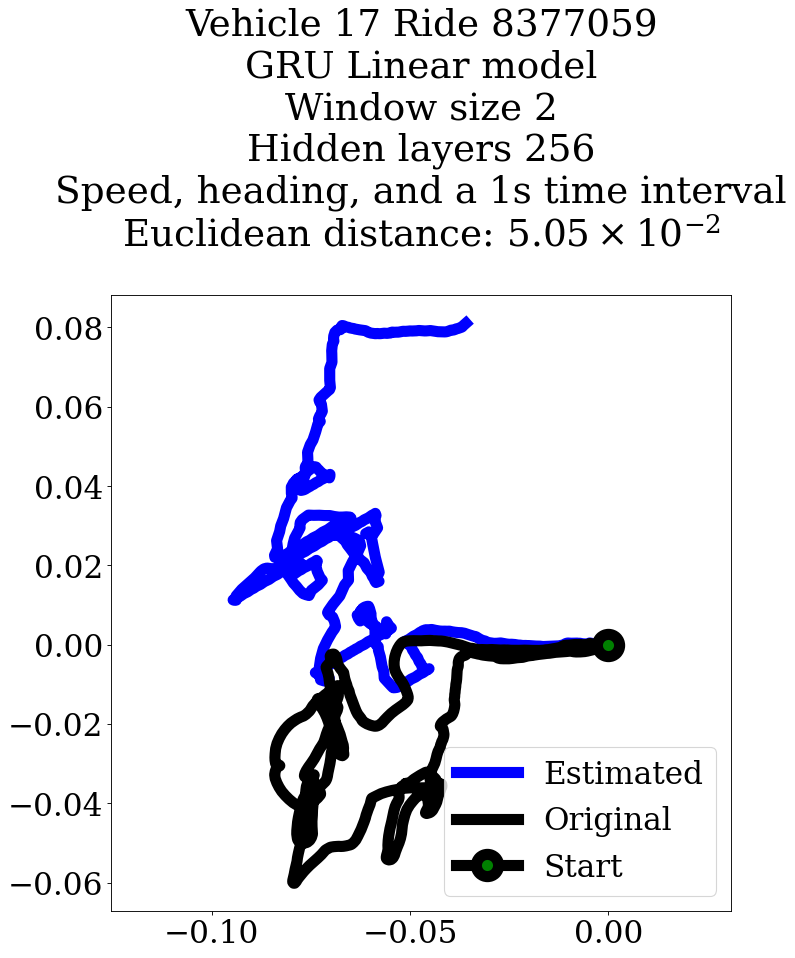 Vehicle 17 Ride 8377059
GRU Linear model
Window size 2
Hidden layers 256
Speed, heading, and a 1s time interval
Euclidean distance: 5.05 × 10⁻²
0.08
0.06
0.04
0.02
0.00
−0.02
−0.04
−0.06
Estimated
Original
Start
−0.10
−0.05
0.00